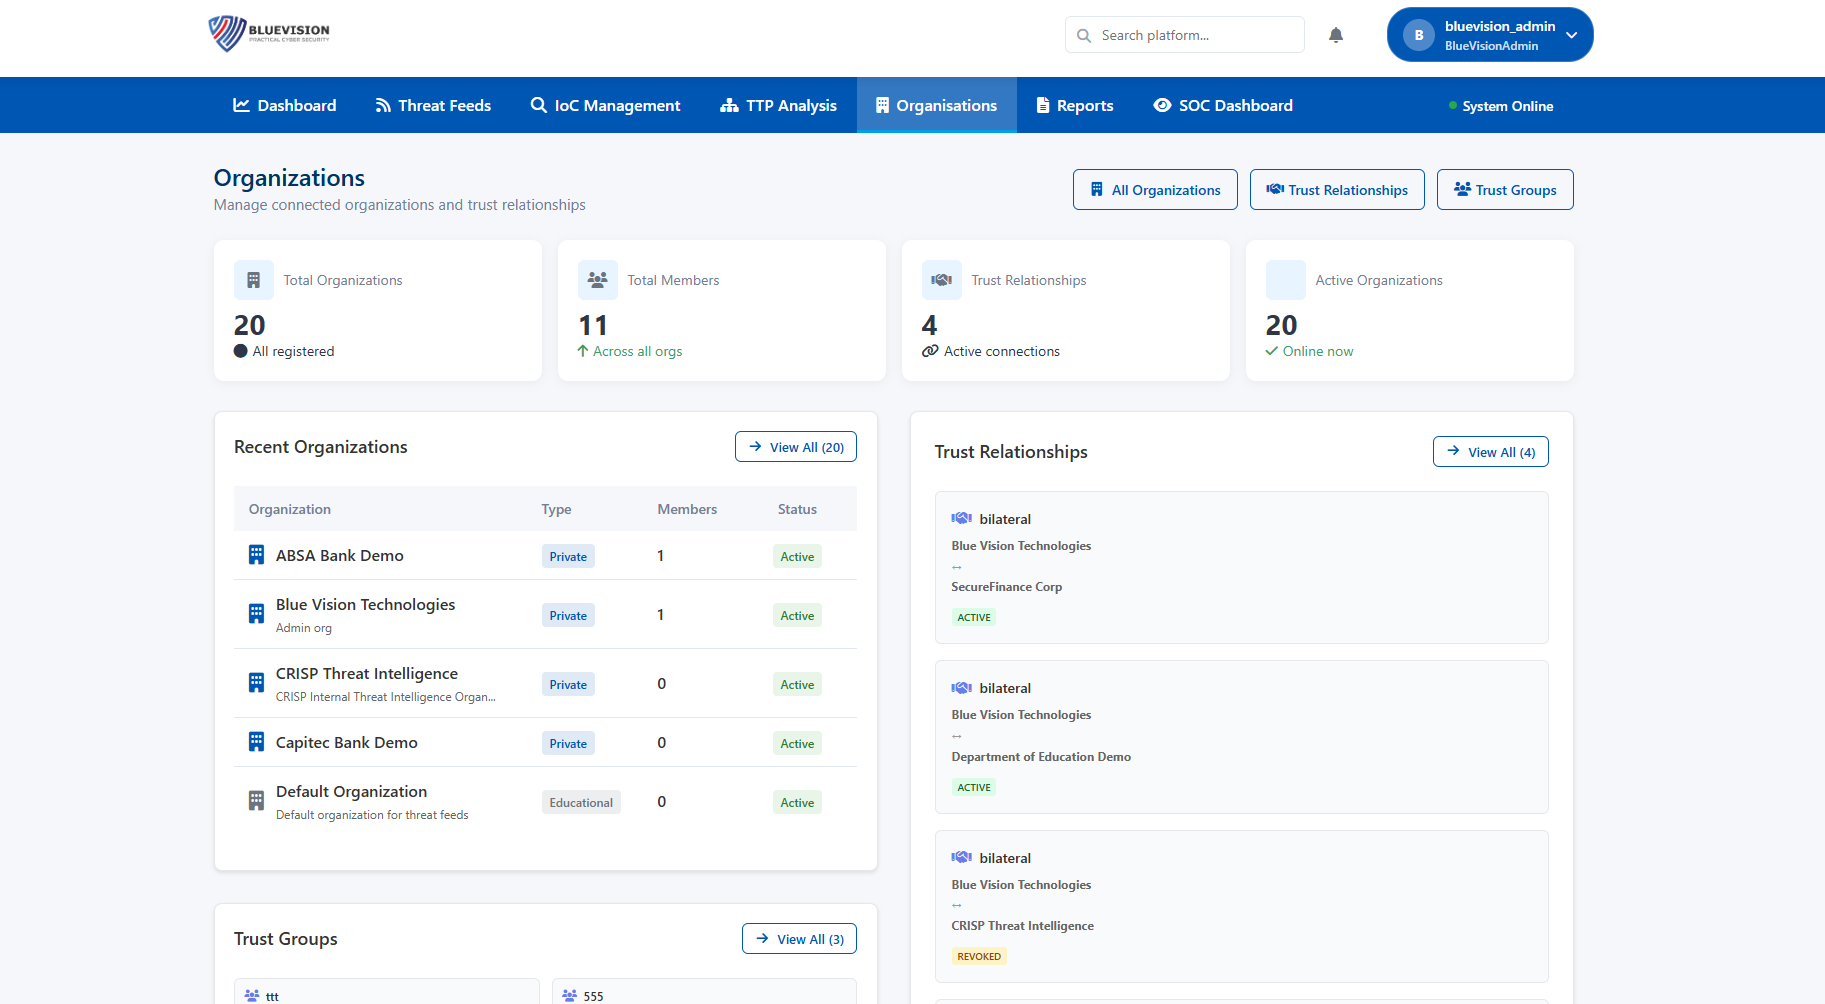 BLUEVISION
PRACTICAL CYBER SECURITY
Search platform...
B
bluevision_admin
BlueVisionAdmin
Dashboard
Threat Feeds
IoC Management
TTP Analysis
Organisations
Reports
SOC Dashboard
System Online
Organizations
Manage connected organizations and trust relationships
All Organizations
Trust Relationships
Trust Groups
Total Organizations
20
All registered
Total Members
11
Across all orgs
Trust Relationships
4
Active connections
Active Organizations
20
Online now
Recent Organizations
View All (20)
Organization Type Members Status
ABSA Bank Demo Private 1 Active
Blue Vision Technologies Private 1 Active
Admin org
CRISP Threat Intelligence Private 0 Active
CRISP Internal Threat Intelligence Organ...
Capitec Bank Demo Private 0 Active
Default Organization Educational 0 Active
Default organization for threat feeds
Trust Groups
View All (3)
ttt
555
Trust Relationships
View All (4)
bilateral
Blue Vision Technologies
↔
SecureFinance Corp
ACTIVE
bilateral
Blue Vision Technologies
↔
Department of Education Demo
ACTIVE
bilateral
Blue Vision Technologies
↔
CRISP Threat Intelligence
REVOKED